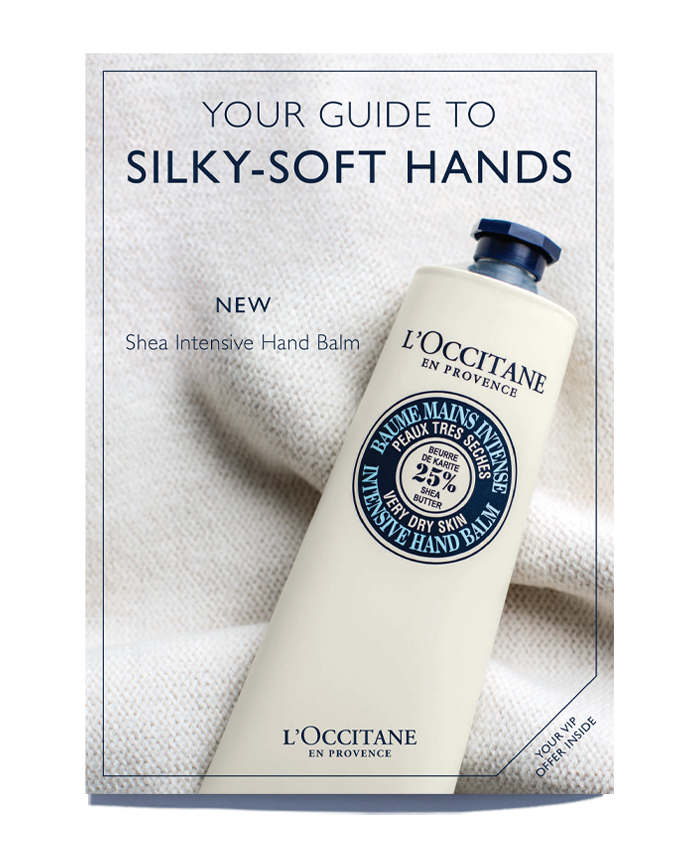 YOUR GUIDE TO
SILKY-SOFT HANDS
NEW
Shea Intensive Hand Balm
L'OCCITANE
EN PROVENCE
BAUME MAINS INTENSE
PEAUX TRES SECHES
BEURRE
DE KARITE
25%
SHEA
BUTTER
VERY DRY SKIN
INTENSIVE HAND BALM
L'OCCITANE
EN PROVENCE
YOUR VIP
OFFER INSIDE